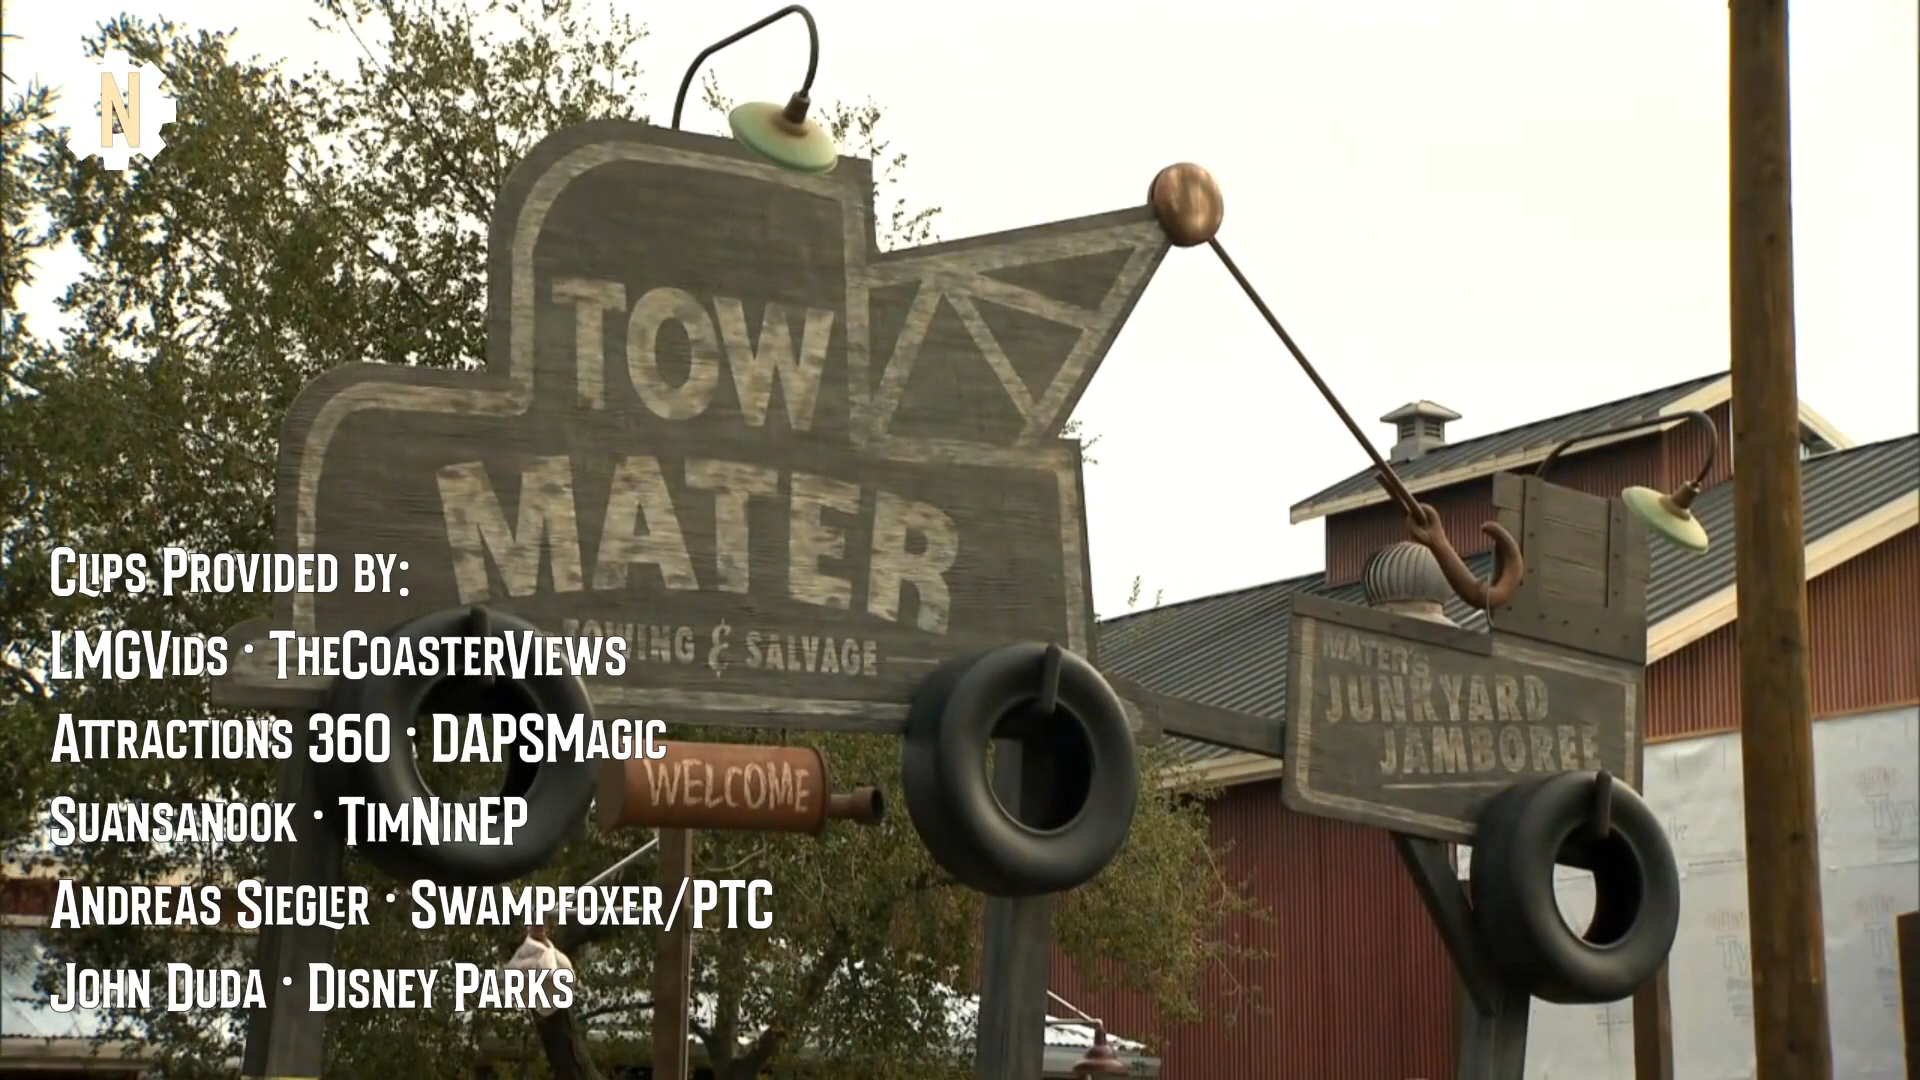 N
TOW
MATER
TOWING & SALVAGE
WELCOME
MATER'S
JUNKYARD
JAMBOREE
Clips Provided by:
LMGVids · TheCoasterViews
Attractions 360 · DAPSMagic
Suansanook · TimNinEP
Andreas Siegler · Swampfoxer/PTC
John Duda · Disney Parks